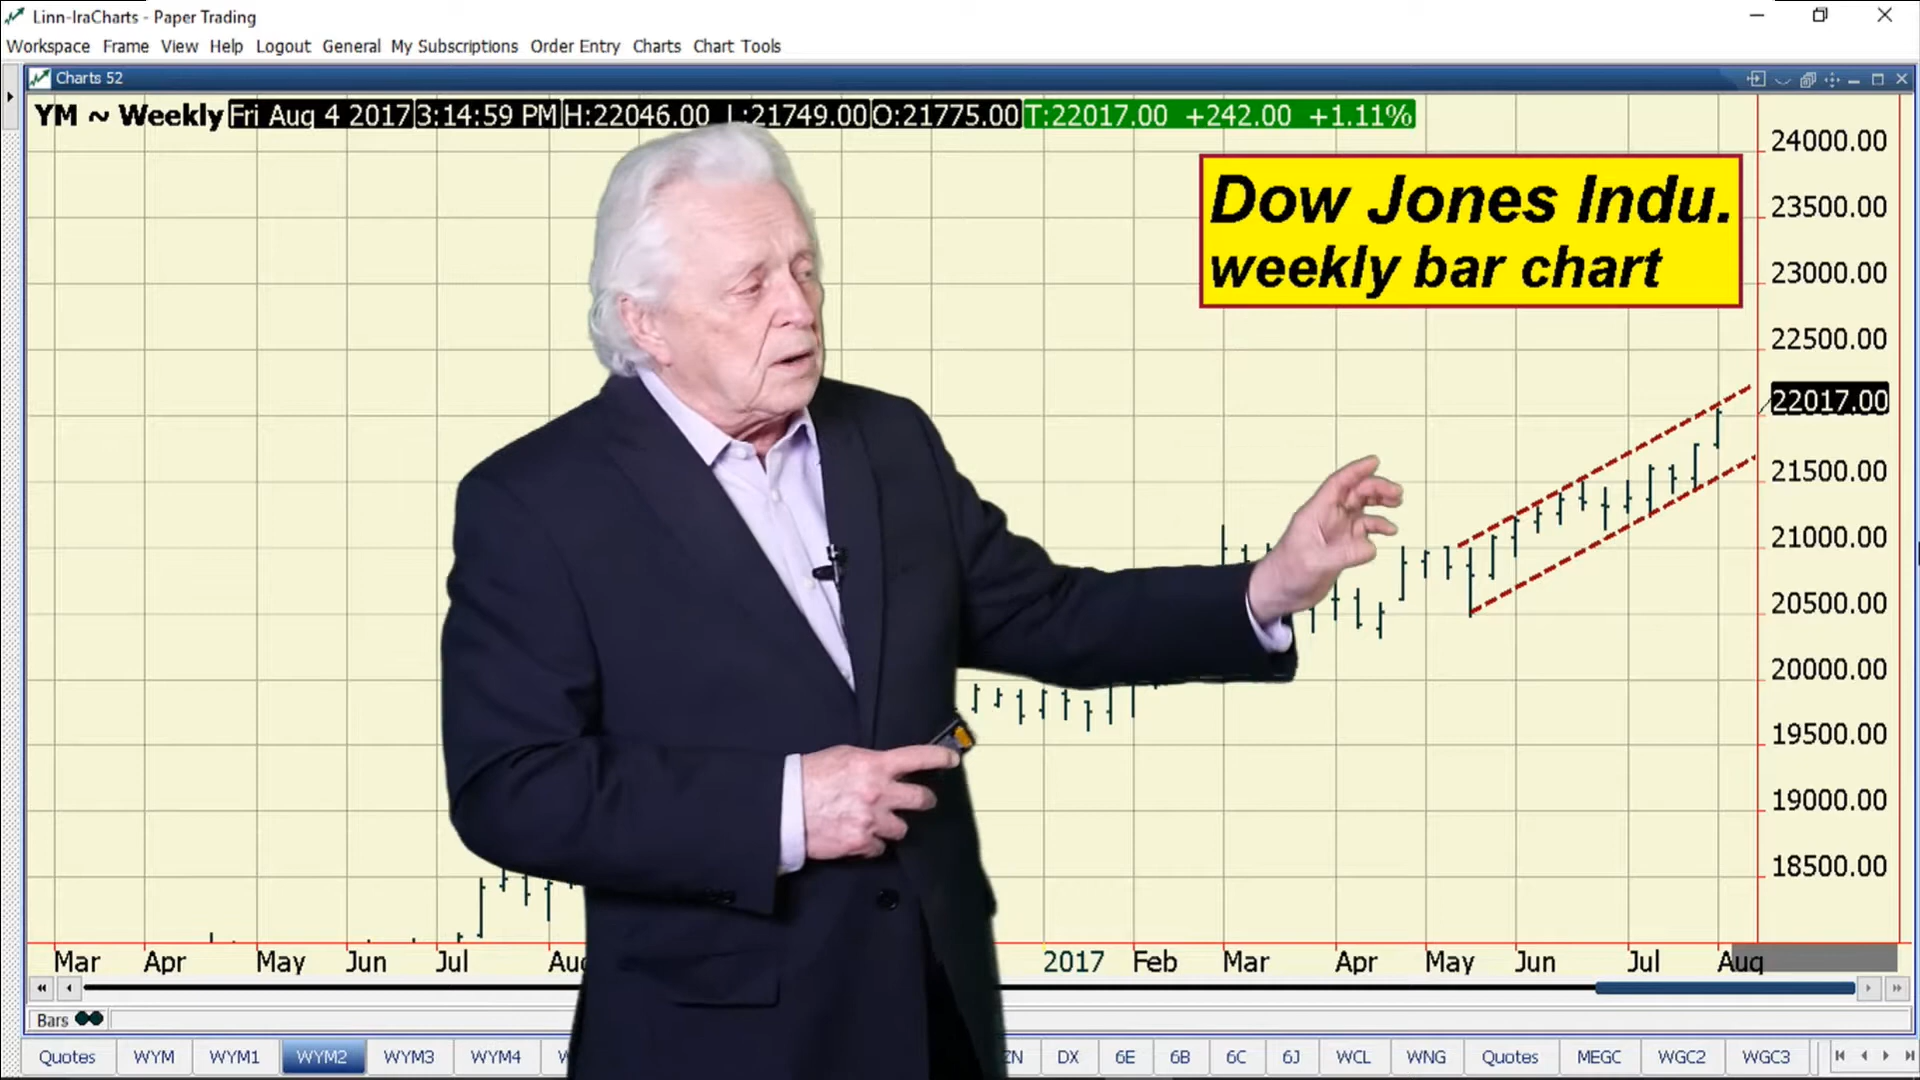 Linn-IraCharts - Paper Trading
Workspace Frame View Help Logout General My Subscriptions Order Entry Charts Chart Tools
Charts 52
YM ~ Weekly Fri Aug 4 2017 3:14:59 PM H:22046.00 L:21749.00 O:21775.00 T:22017.00 +242.00 +1.11%
24000.00
Dow Jones Indu.
23500.00
weekly bar chart
23000.00
22500.00
22017.00
21500.00
21000.00
20500.00
20000.00
19500.00
19000.00
18500.00
Mar Apr May Jun Jul 2017 Feb Mar Apr May Jun Jul Aug
Bars
Quotes WYM WYM1 WYM2 WYM3 WYM4 DX 6E 6B 6C 6J WCL WNG Quotes MEGC WGC2 WGC3